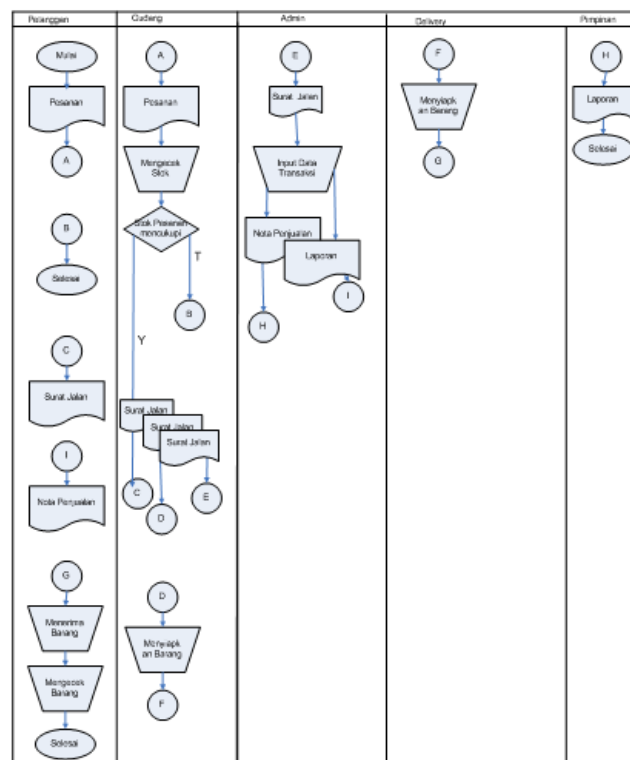 Pelanggan
Gudang
Admin
Delivery
Pimpinan
Mulai
Pesanan
A
B
Selesai
C
Surat Jalan
I
Nota Penjualan
G
Menerima
Barang
Mengecek
Barang
Selesai
A
Pesanan
Mengecek
Stok
Stok Pesanan
mencukupi
T
B
Y
Surat Jalan
Surat Jalan
Surat Jalan
C
D
E
D
Menyiapk
an Barang
F
E
Surat Jalan
Input Data
Transaksi
Nota Penjualan
Laporan
I
H
F
Menyiapk
an Barang
G
H
Laporan
Selesai